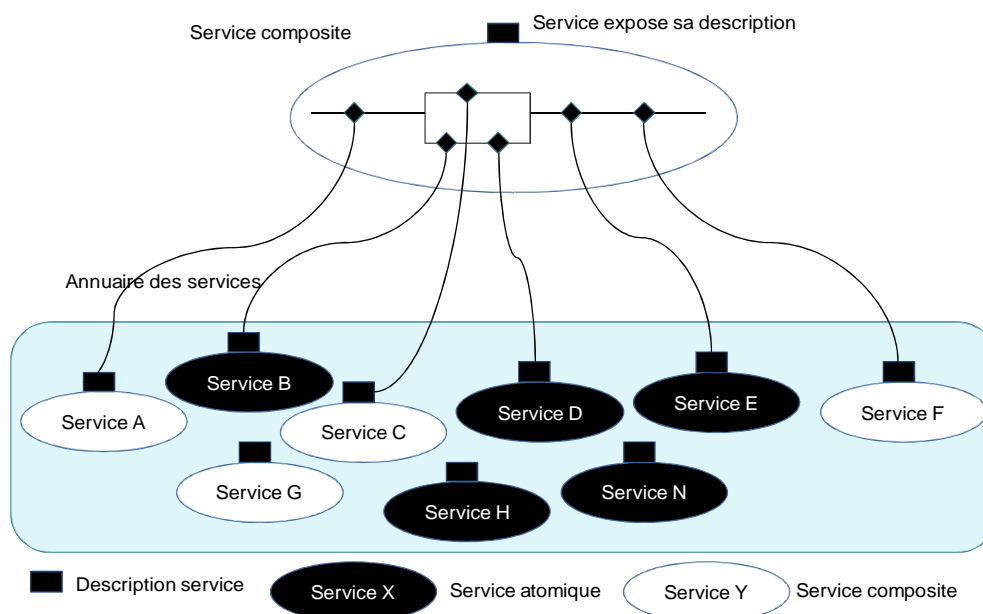 Service expose sa description
Service composite
Annuaire des services
Service A
Service B
Service C
Service D
Service E
Service F
Service G
Service H
Service N
Description service
Service X
Service atomique
Service Y
Service composite